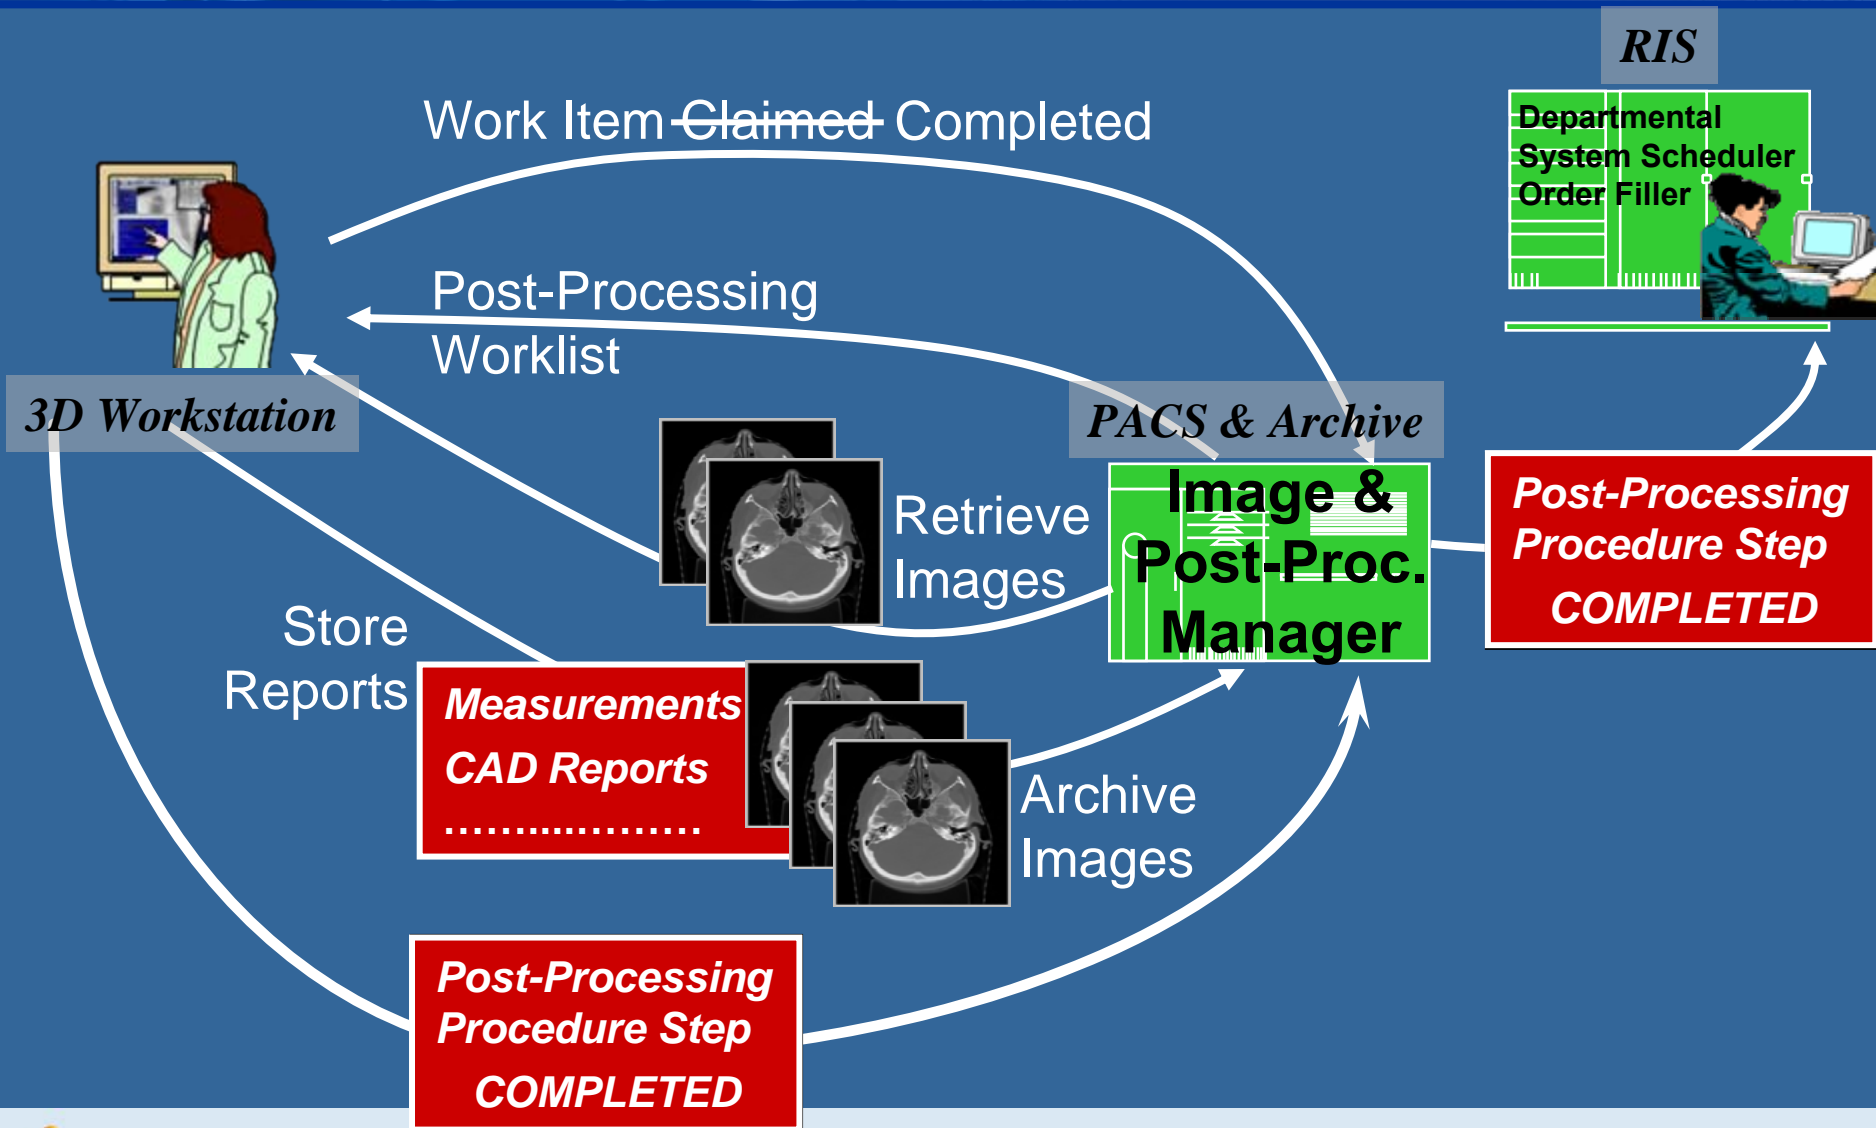 RIS
Departmental
System Scheduler
Order Filler
Work Item Claimed Completed
Post-Processing
Worklist
3D Workstation
PACS & Archive
Image &
Post-Proc.
Manager
Retrieve
Images
Post-Processing
Procedure Step
COMPLETED
Store
Reports
Measurements
CAD Reports
...................
Archive
Images
Post-Processing
Procedure Step
COMPLETED